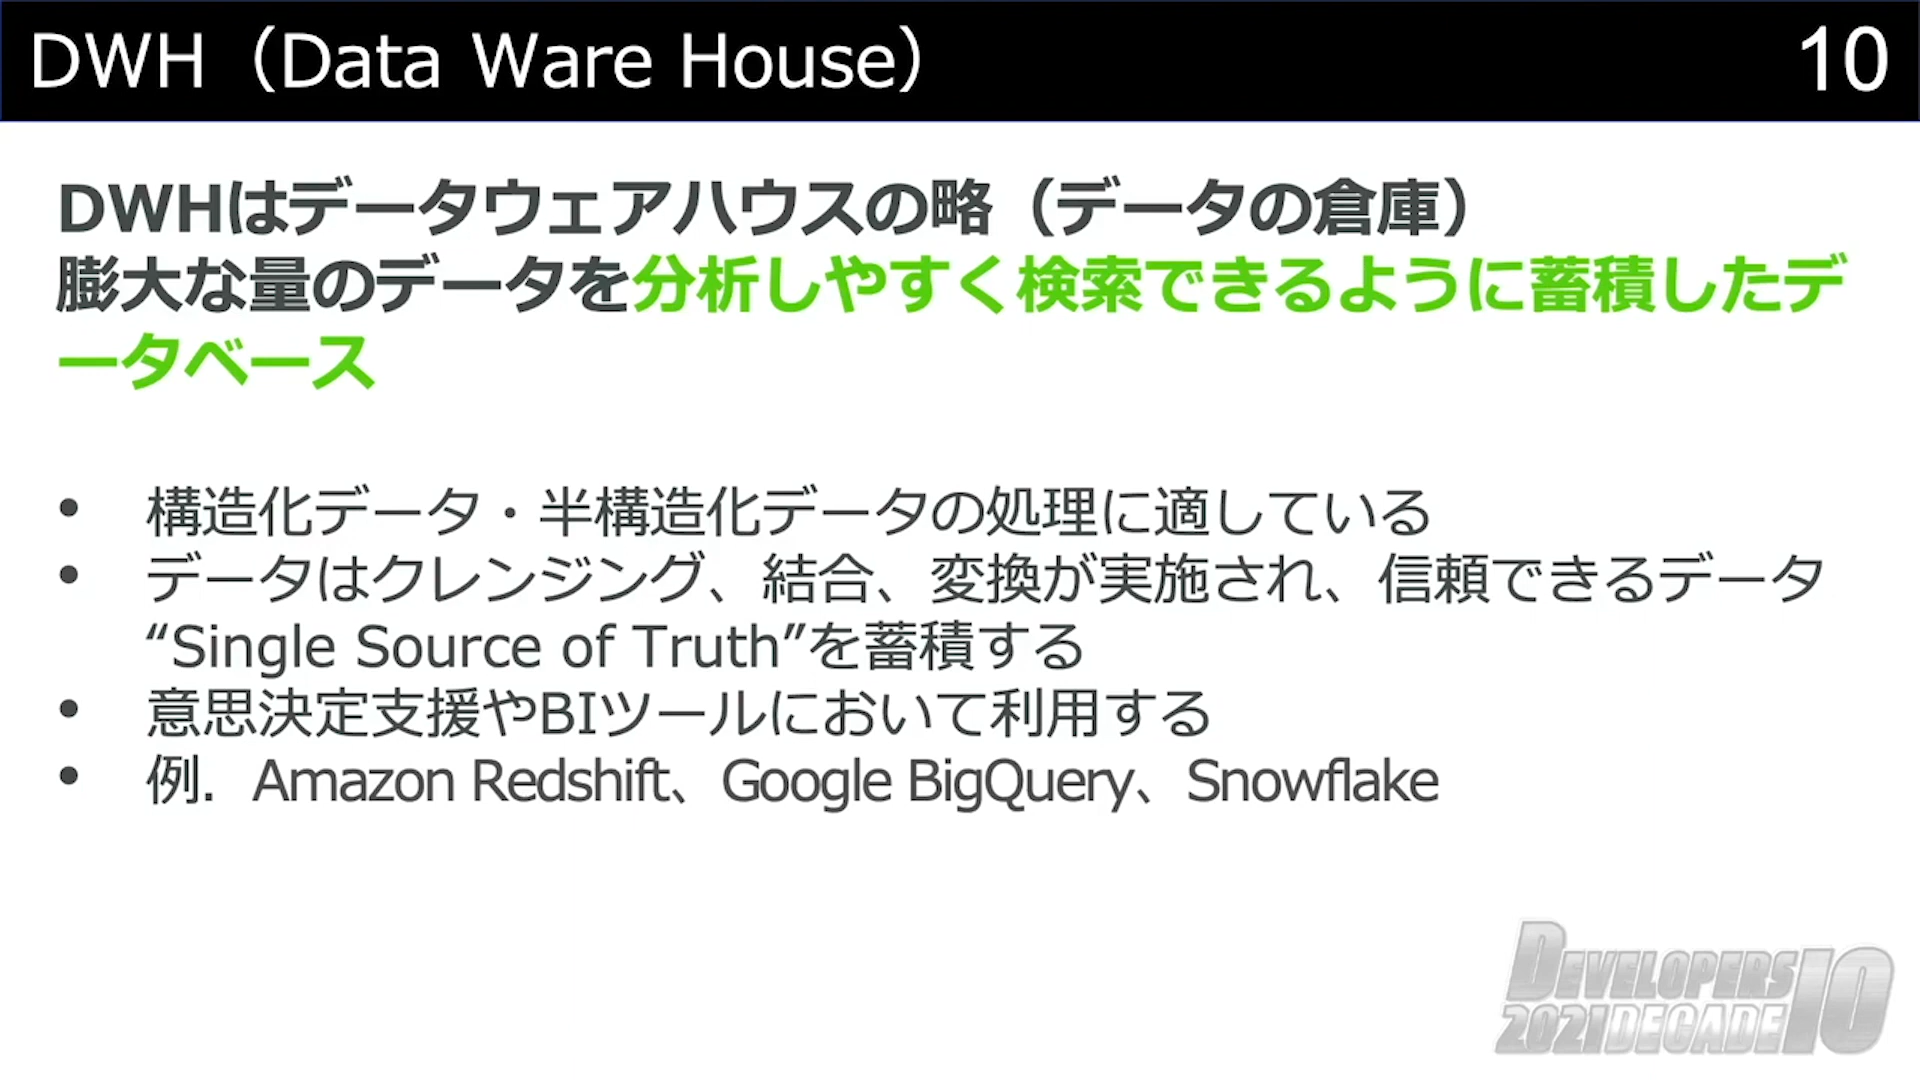 DWH（Data Ware House）
10
DWHはデータウェアハウスの略（データの倉庫）
膨大な量のデータを分析しやすく検索できるように蓄積したデ
ータベース
• 構造化データ・半構造化データの処理に適している
• データはクレンジング、結合、変換が実施され、信頼できるデータ
“Single Source of Truth”を蓄積する
• 意思決定支援やBIツールにおいて利用する
• 例．Amazon Redshift、Google BigQuery、Snowflake
DEVELOPERS
2021 DECADE 10